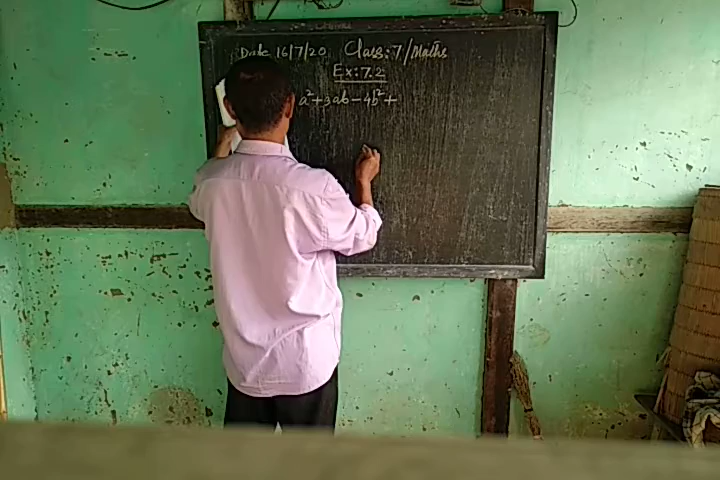 Date 16/7/20 Class: 7/Maths
Ex: 7.2
a²+3ab-4b²+